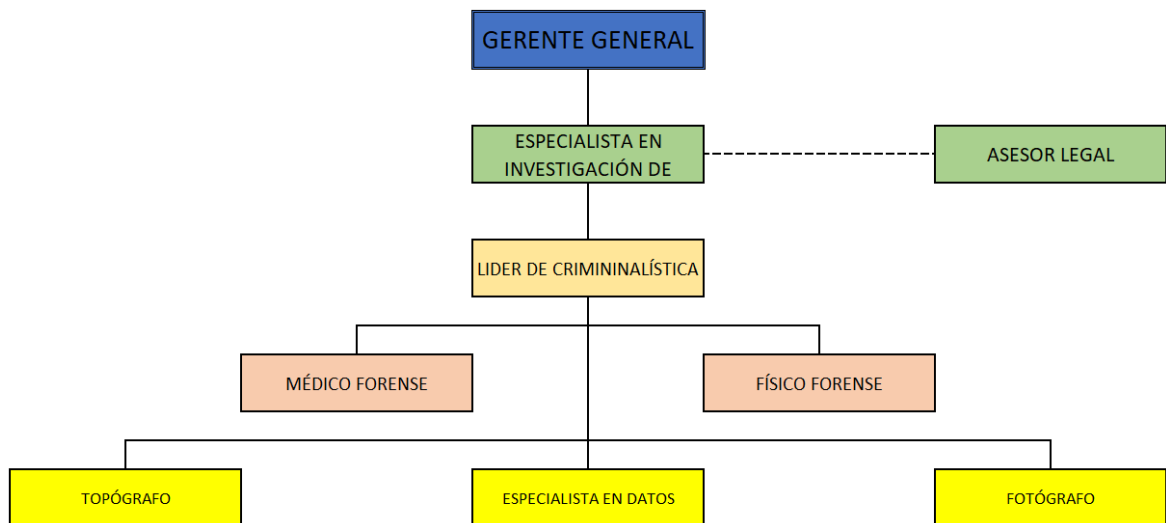 GERENTE GENERAL
ESPECIALISTA EN
INVESTIGACIÓN DE
ASESOR LEGAL
LIDER DE CRIMININALÍSTICA
MÉDICO FORENSE
FÍSICO FORENSE
TOPÓGRAFO
ESPECIALISTA EN DATOS
FOTÓGRAFO